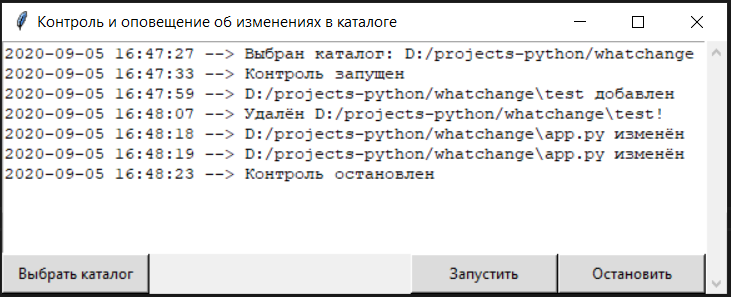 Контроль и оповещение об изменениях в каталоге
2020-09-05 16:47:27 --> Выбран каталог: D:/projects-python/whatchange
2020-09-05 16:47:33 --> Контроль запущен
2020-09-05 16:47:59 --> D:/projects-python/whatchange\test добавлен
2020-09-05 16:48:07 --> Удалён D:/projects-python/whatchange\test!
2020-09-05 16:48:18 --> D:/projects-python/whatchange\app.py изменён
2020-09-05 16:48:19 --> D:/projects-python/whatchange\app.py изменён
2020-09-05 16:48:23 --> Контроль остановлен
Выбрать каталог Запустить Остановить